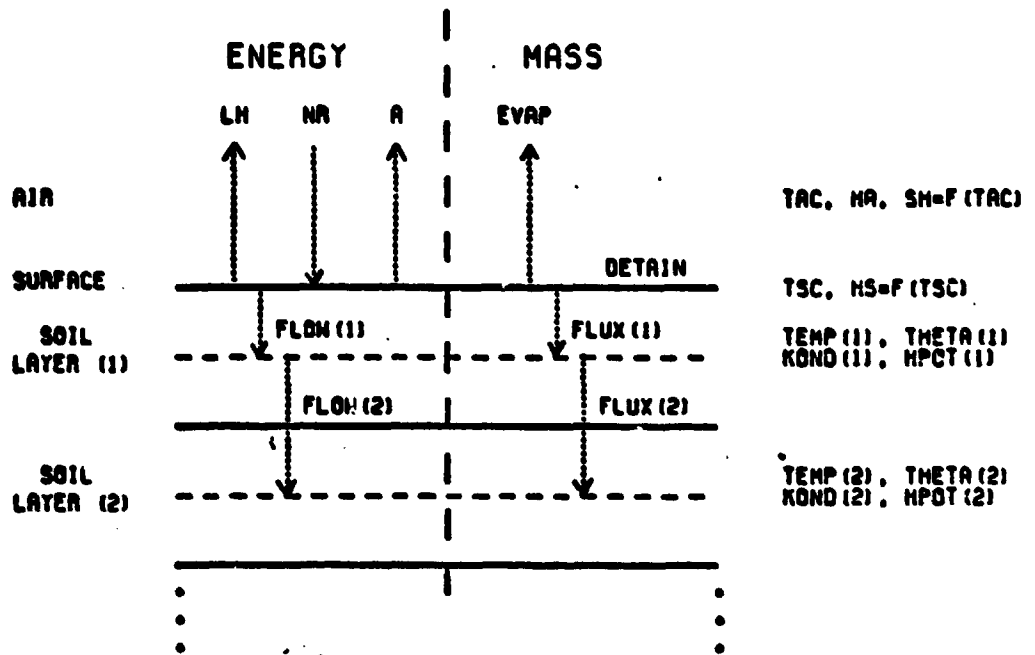 ENERGY MASS
LH NR A EVAP
AIR TAC, HA, SH=F(TAC)
SURFACE DETAIN TSC, HS=F(TSC)
SOIL
LAYER (1)
FLOW(1) FLUX(1)
TEMP(1), THETA(1)
KOND(1), HPOT(1)
FLOW(2) FLUX(2)
SOIL
LAYER (2)
TEMP(2), THETA(2)
KOND(2), HPOT(2)